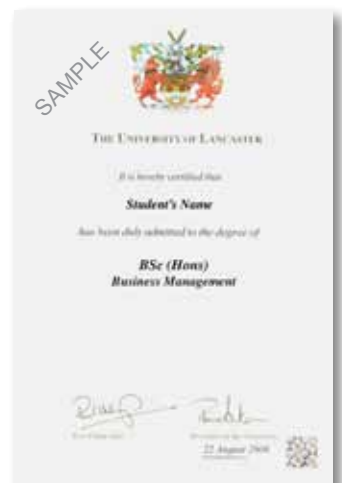 SAMPLE
THE UNIVERSITY OF LANCASTER
It is hereby certified that
Student's Name
has been duly admitted to the degree of
BSc (Hons)
Business Management
22 August